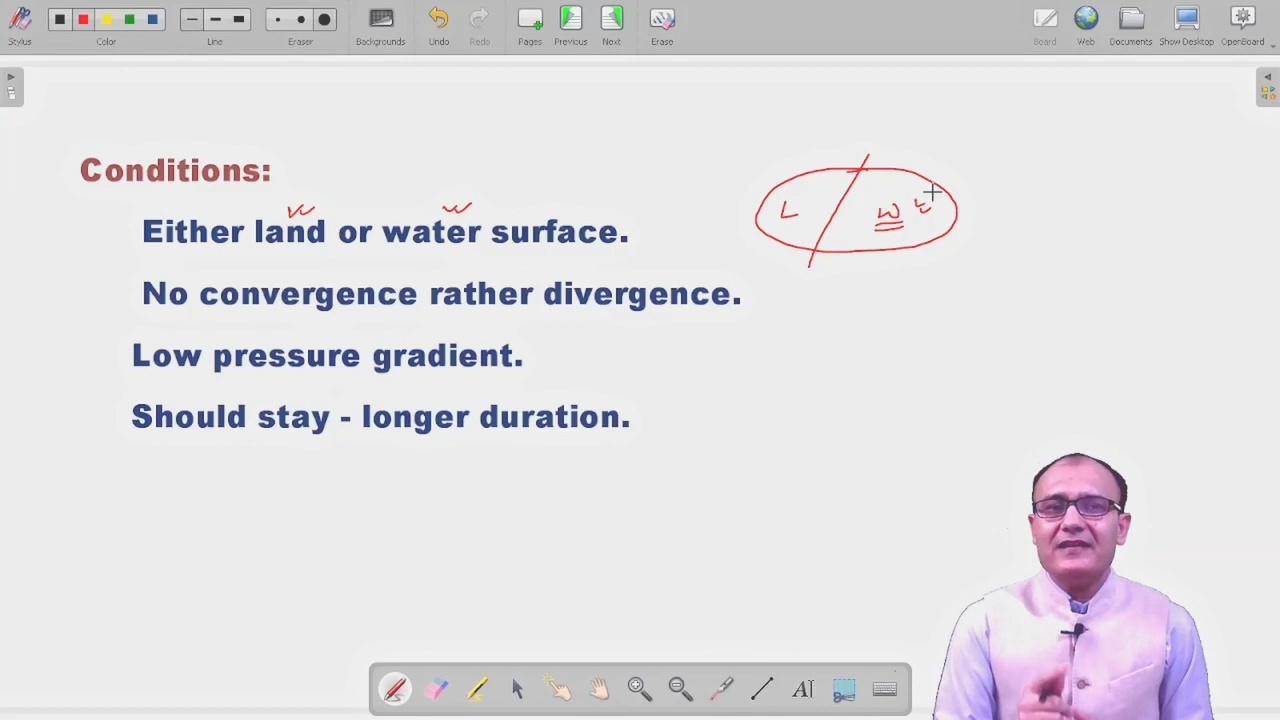 Stylus
Color
Line
Eraser
Backgrounds
Undo
Redo
Pages
Previous
Next
Erase
Board
Web
Documents
Show Desktop
OpenBoard
Conditions:
Either land or water surface.
No convergence rather divergence.
Low pressure gradient.
Should stay - longer duration.
L
W